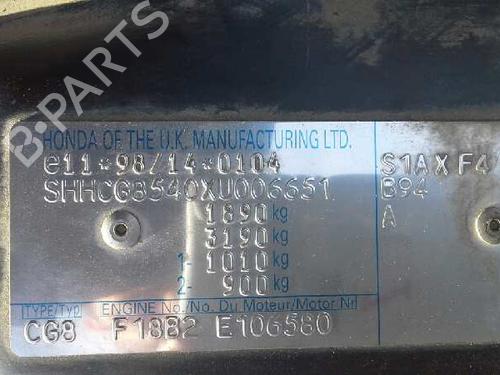 B-PARTS
HONDA OF THE U.K. MANUFACTURING LTD.
e11*98/14*0104 S1A X F4
SHHCG8540XU006651 B94
1890 kg A
3190 kg
1- 1010 kg
2- 900 kg
TYPE/TYP ENGINE No./No. Du Moteur/Motor Nr
CG8 F18B2 E106580